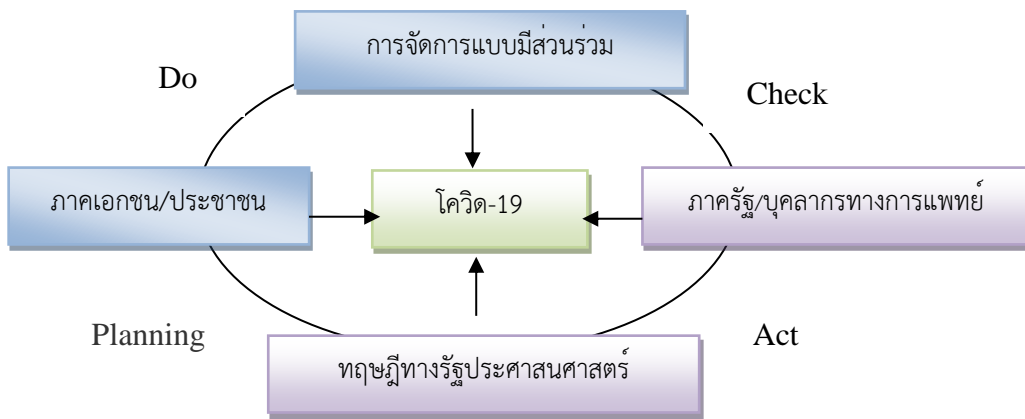 การจัดการแบบมีส่วนร่วม
Do
Check
ภาคเอกชน/ประชาชน
โควิด-19
ภาครัฐ/บุคลากรทางการแพทย์
Planning
Act
ทฤษฎีทางรัฐประศาสนศาสตร์